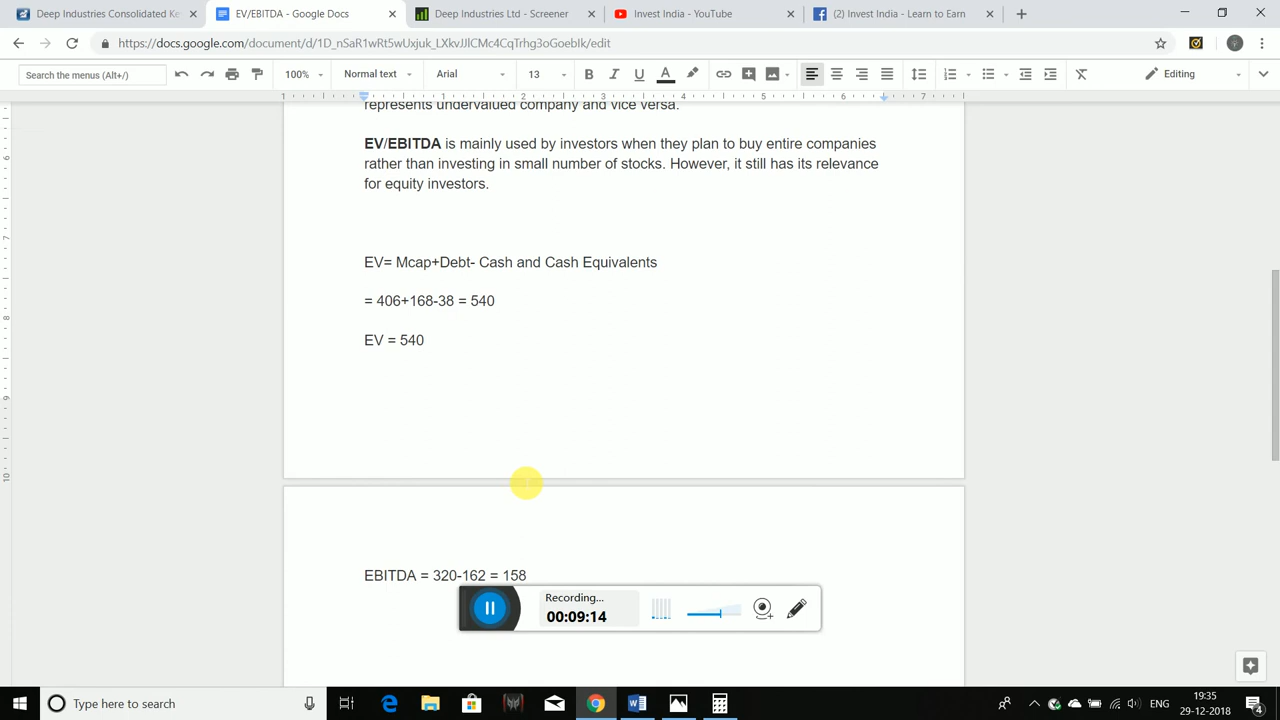 Deep Industries Consolidated Ke
EV/EBITDA - Google Docs
Deep Industries Ltd - Screener
Invest India - YouTube
(2) Invest India - Learn to Earn
https://docs.google.com/document/d/1D_nSaR1wRt5wUxjuk_LXkvJJlCMc4CqTrhg3oGoebIk/edit
Search the menus (Alt+/)
100%
Normal text
Arial
13
Editing
represents undervalued company and vice versa.
EV/EBITDA is mainly used by investors when they plan to buy entire companies
rather than investing in small number of stocks. However, it still has its relevance
for equity investors.
EV= Mcap+Debt- Cash and Cash Equivalents
= 406+168-38 = 540
EV = 540
EBITDA = 320-162 = 158
Recording...
00:09:14
Type here to search
ENG
19:35
29-12-2018